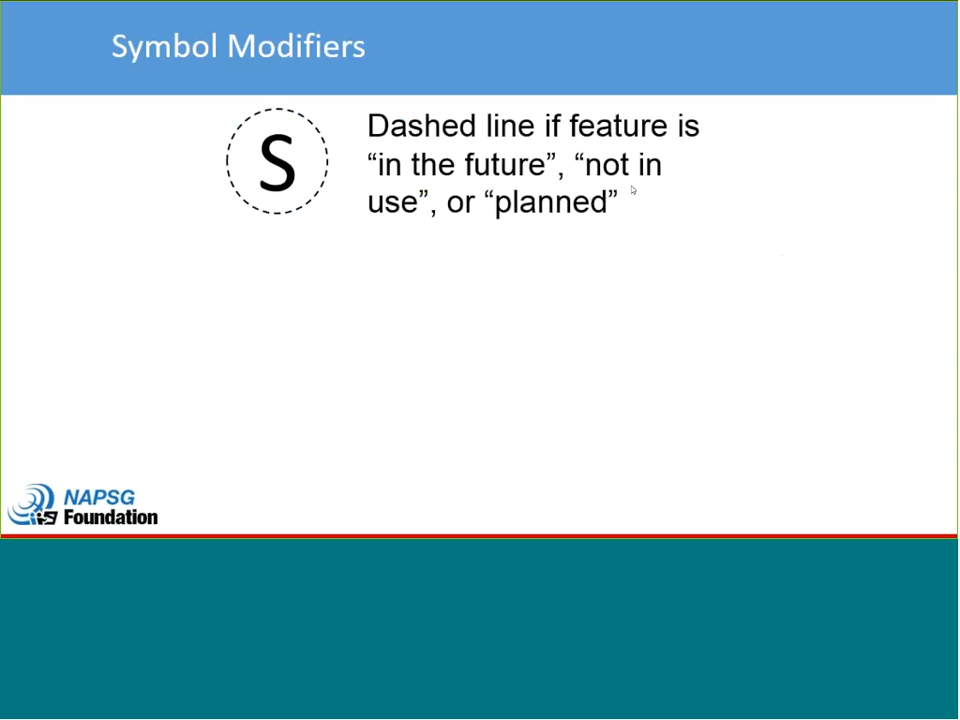 Symbol Modifiers
S
Dashed line if feature is
“in the future”, “not in
use”, or “planned”
NAPSG
Foundation